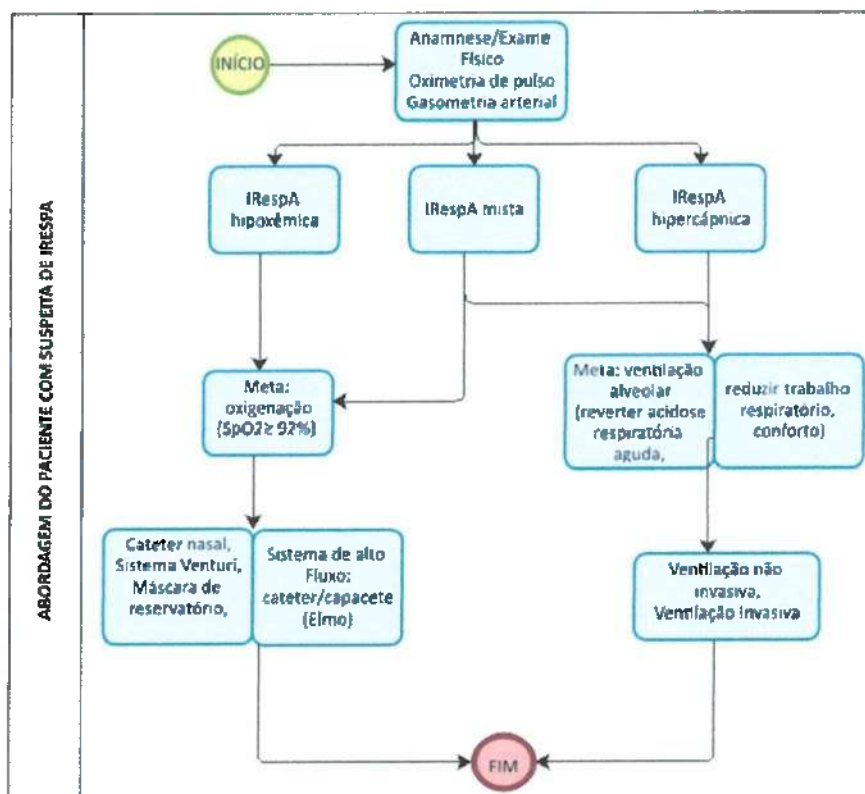 ABORDAGEM DO PACIENTE COM SUSPEITA DE IRESPA
INÍCIO
Anamnese/Exame
Físico
Oximetria de pulso
Gasometria arterial
IRespA
hipoxêmica
IRespA mista
IRespA
hipercápnica
Meta:
oxigenação
(SpO2≥ 92%)
Meta: ventilação
alveolar
(reverter acidose
respiratória
aguda,
reduzir trabalho
respiratório,
conforto)
Cateter nasal,
Sistema Venturi,
Máscara de
reservatório,
Sistema de alto
Fluxo:
cateter/capacete
(Elmo)
Ventilação não
invasiva,
Ventilação Invasiva
FIM